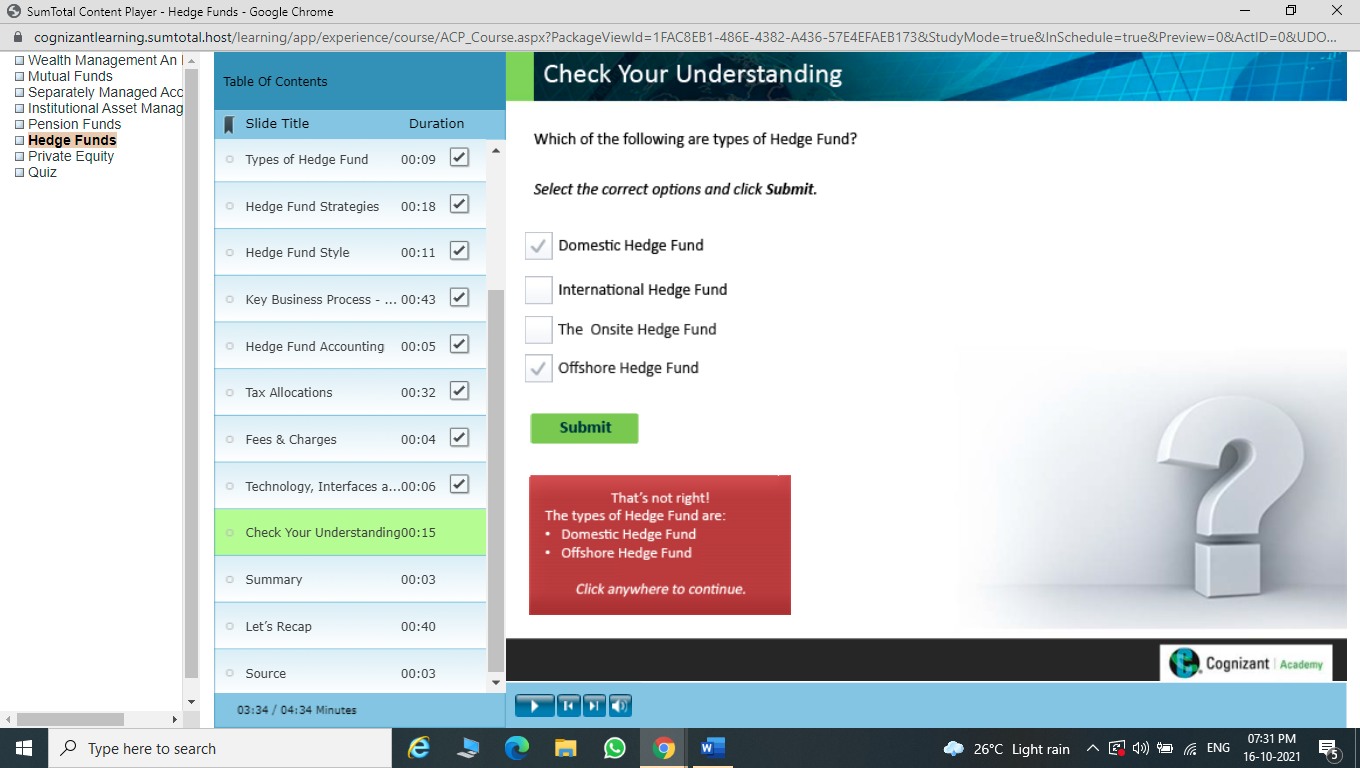 SumTotal Content Player - Hedge Funds - Google Chrome
cognizantlearning.sumtotal.host/learning/app/experience/course/ACP_Course.aspx?PackageViewId=1FAC8EB1-486E-4382-A436-57E4EFAEB173&StudyMode=true&InSchedule=true&Preview=0&ActID=0&UDO...
Wealth Management An
Mutual Funds
Separately Managed Acc
Institutional Asset Manag
Pension Funds
Hedge Funds
Private Equity
Quiz
Table Of Contents
Slide Title Duration
Types of Hedge Fund 00:09
Hedge Fund Strategies 00:18
Hedge Fund Style 00:11
Key Business Process - ... 00:43
Hedge Fund Accounting 00:05
Tax Allocations 00:32
Fees & Charges 00:04
Technology, Interfaces a...00:06
Check Your Understanding00:15
Summary 00:03
Let's Recap 00:40
Source 00:03
03:34 / 04:34 Minutes
Check Your Understanding
Which of the following are types of Hedge Fund?
Select the correct options and click Submit.
Domestic Hedge Fund
International Hedge Fund
The Onsite Hedge Fund
Offshore Hedge Fund
Submit
That's not right!
The types of Hedge Fund are:
• Domestic Hedge Fund
• Offshore Hedge Fund
Click anywhere to continue.
Cognizant | Academy
Type here to search
26°C Light rain
ENG
07:31 PM
16-10-2021
5